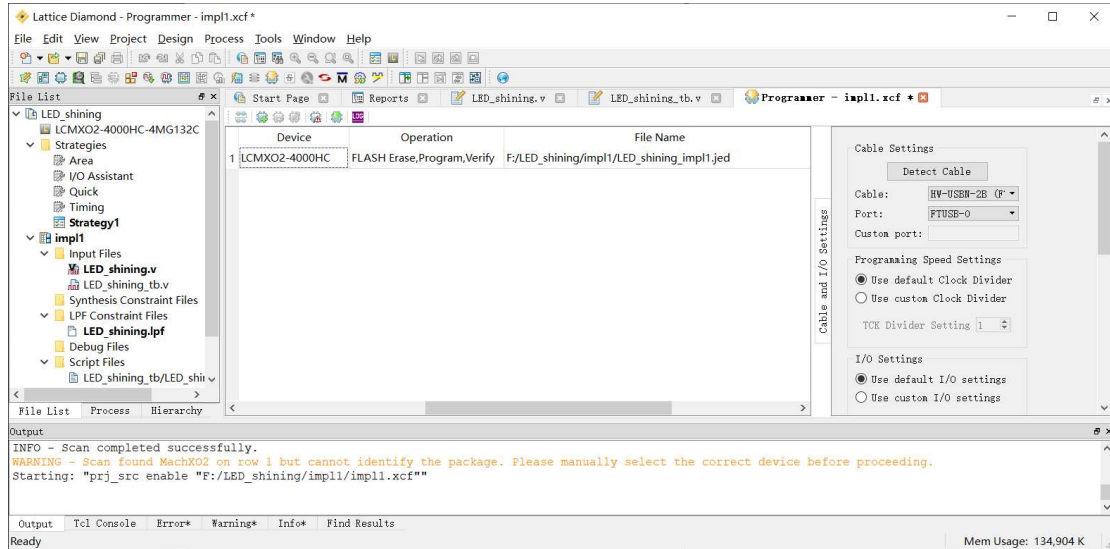 Lattice Diamond - Programmer - impl1.xcf *
File Edit View Project Design Process Tools Window Help
File List
Start Page
Reports
LED_shining.v
LED_shining_tb.v
Programmer - impl1.xcf *
LED_shining
LCMXO2-4000HC-4MG132C
Strategies
Area
I/O Assistant
Quick
Timing
Strategy1
impl1
Input Files
LED_shining.v
LED_shining_tb.v
Synthesis Constraint Files
LPF Constraint Files
LED_shining.lpf
Debug Files
Script Files
LED_shining_tb/LED_shin
File List Process Hierarchy
Device Operation File Name
1 LCMXO2-4000HC FLASH Erase,Program,Verify F:/LED_shining/impl1/LED_shining_impl1.jed
Cable and I/O Settings
Cable Settings
Detect Cable
Cable: HW-USBN-2B (F
Port: FTUSB-0
Custom port:
Programming Speed Settings
Use default Clock Divider
Use custom Clock Divider
TCK Divider Setting 1
I/O Settings
Use default I/O settings
Use custom I/O settings
Output
INFO - Scan completed successfully.
WARNING - Scan found MachXO2 on row 1 but cannot identify the package. Please manually select the correct device before proceeding.
Starting: "prj_src enable "F:/LED_shining/impl1/impl1.xcf""
Output Tcl Console Error* Warning* Info* Find Results
Ready Mem Usage: 134,904 K